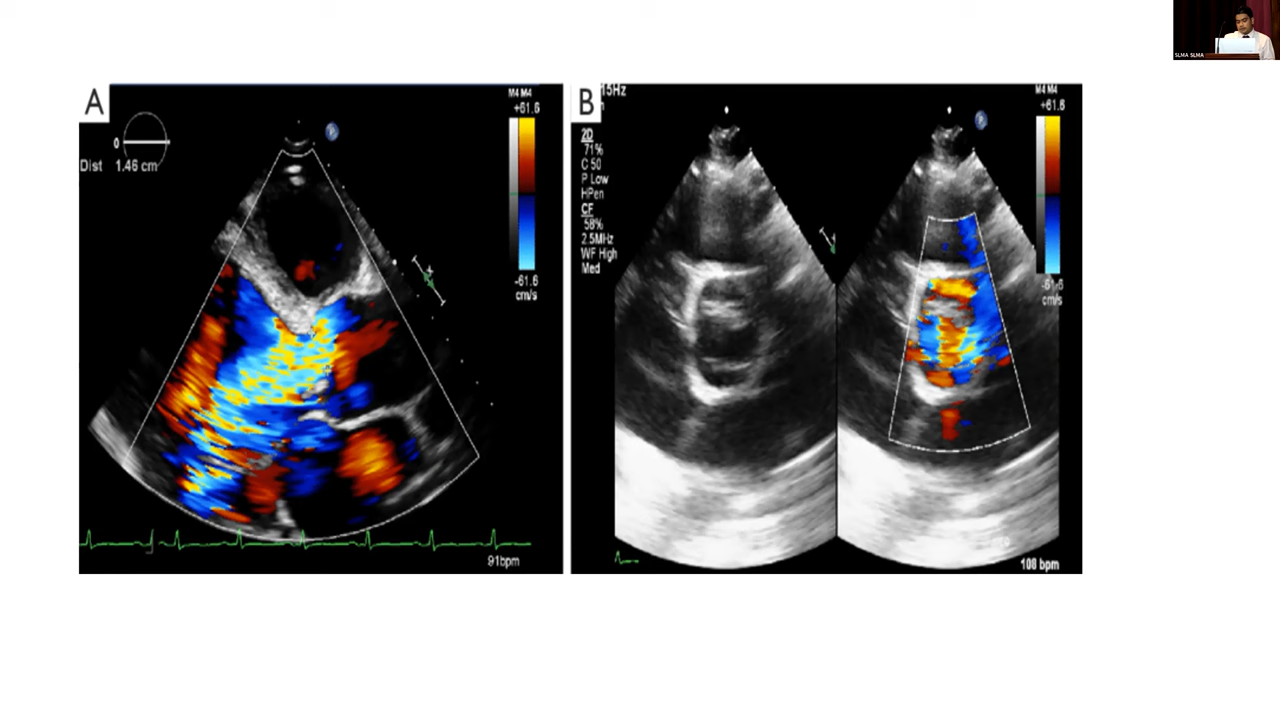 A
0
Dist 1.46 cm
M4 M4
+61.6
-61.6
cm/s
91bpm
B
15Hz
2D
71%
C 50
P Low
HPen
CF
58%
2.5MHz
WF High
Med
M4 M4
+61.6
-61.6
cm/s
108 bpm
SLMA SLMA